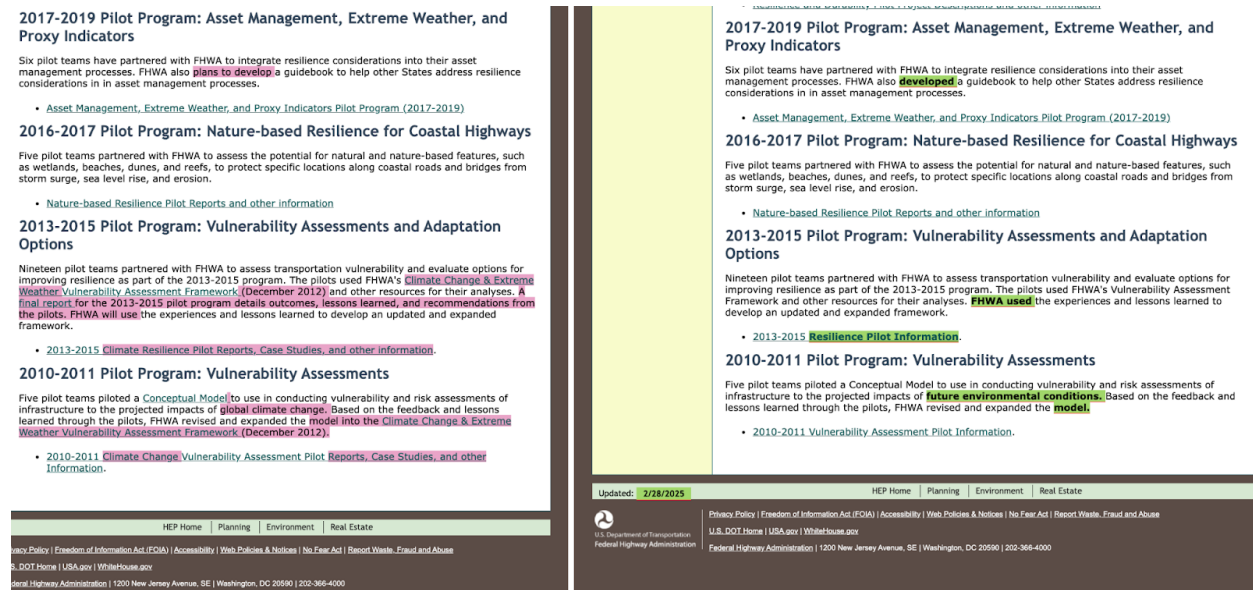 2017-2019 Pilot Program: Asset Management, Extreme Weather, and
Proxy Indicators
Six pilot teams have partnered with FHWA to integrate resilience considerations into their asset
management processes. FHWA also plans to develop a guidebook to help other States address resilience
considerations in in asset management processes.
• Asset Management, Extreme Weather, and Proxy Indicators Pilot Program (2017-2019)
2016-2017 Pilot Program: Nature-based Resilience for Coastal Highways
Five pilot teams partnered with FHWA to assess the potential for natural and nature-based features, such
as wetlands, beaches, dunes, and reefs, to protect specific locations along coastal roads and bridges from
storm surge, sea level rise, and erosion.
• Nature-based Resilience Pilot Reports and other information
2013-2015 Pilot Program: Vulnerability Assessments and Adaptation
Options
Nineteen pilot teams partnered with FHWA to assess transportation vulnerability and evaluate options for
improving resilience as part of the 2013-2015 program. The pilots used FHWA's Climate Change & Extreme
Weather Vulnerability Assessment Framework (December 2012) and other resources for their analyses. A
final report for the 2013-2015 pilot program details outcomes, lessons learned, and recommendations from
the pilots. FHWA will use the experiences and lessons learned to develop an updated and expanded
framework.
• 2013-2015 Climate Resilience Pilot Reports, Case Studies, and other information.
2010-2011 Pilot Program: Vulnerability Assessments
Five pilot teams piloted a Conceptual Model to use in conducting vulnerability and risk assessments of
infrastructure to the projected impacts of global climate change. Based on the feedback and lessons
learned through the pilots, FHWA revised and expanded the model into the Climate Change & Extreme
Weather Vulnerability Assessment Framework (December 2012).
• 2010-2011 Climate Change Vulnerability Assessment Pilot Reports, Case Studies, and other
Information.
HEP Home | Planning | Environment | Real Estate
vacy Policy | Freedom of Information Act (FOIA) | Accessibility | Web Policies & Notices | No Fear Act | Report Waste, Fraud and Abuse
S. DOT Home | USA.gov | WhiteHouse.gov
deral Highway Administration | 1200 New Jersey Avenue, SE | Washington, DC 20590 | 202-366-4000
• Resilience and Durability Pilot Project Descriptions and other information
2017-2019 Pilot Program: Asset Management, Extreme Weather, and
Proxy Indicators
Six pilot teams have partnered with FHWA to integrate resilience considerations into their asset
management processes. FHWA also developed a guidebook to help other States address resilience
considerations in in asset management processes.
• Asset Management, Extreme Weather, and Proxy Indicators Pilot Program (2017-2019)
2016-2017 Pilot Program: Nature-based Resilience for Coastal Highways
Five pilot teams partnered with FHWA to assess the potential for natural and nature-based features, such
as wetlands, beaches, dunes, and reefs, to protect specific locations along coastal roads and bridges from
storm surge, sea level rise, and erosion.
• Nature-based Resilience Pilot Reports and other information
2013-2015 Pilot Program: Vulnerability Assessments and Adaptation
Options
Nineteen pilot teams partnered with FHWA to assess transportation vulnerability and evaluate options for
improving resilience as part of the 2013-2015 program. The pilots used FHWA's Vulnerability Assessment
Framework and other resources for their analyses. FHWA used the experiences and lessons learned to
develop an updated and expanded framework.
• 2013-2015 Resilience Pilot Information.
2010-2011 Pilot Program: Vulnerability Assessments
Five pilot teams piloted a Conceptual Model to use in conducting vulnerability and risk assessments of
infrastructure to the projected impacts of future environmental conditions. Based on the feedback and
lessons learned through the pilots, FHWA revised and expanded the model.
• 2010-2011 Vulnerability Assessment Pilot Information.
Updated: 2/28/2025
HEP Home | Planning | Environment | Real Estate
U.S. Department of Transportation
Federal Highway Administration
Privacy Policy | Freedom of Information Act (FOIA) | Accessibility | Web Policies & Notices | No Fear Act | Report Waste, Fraud and Abuse
U.S. DOT Home | USA.gov | WhiteHouse.gov
Federal Highway Administration | 1200 New Jersey Avenue, SE | Washington, DC 20590 | 202-366-4000